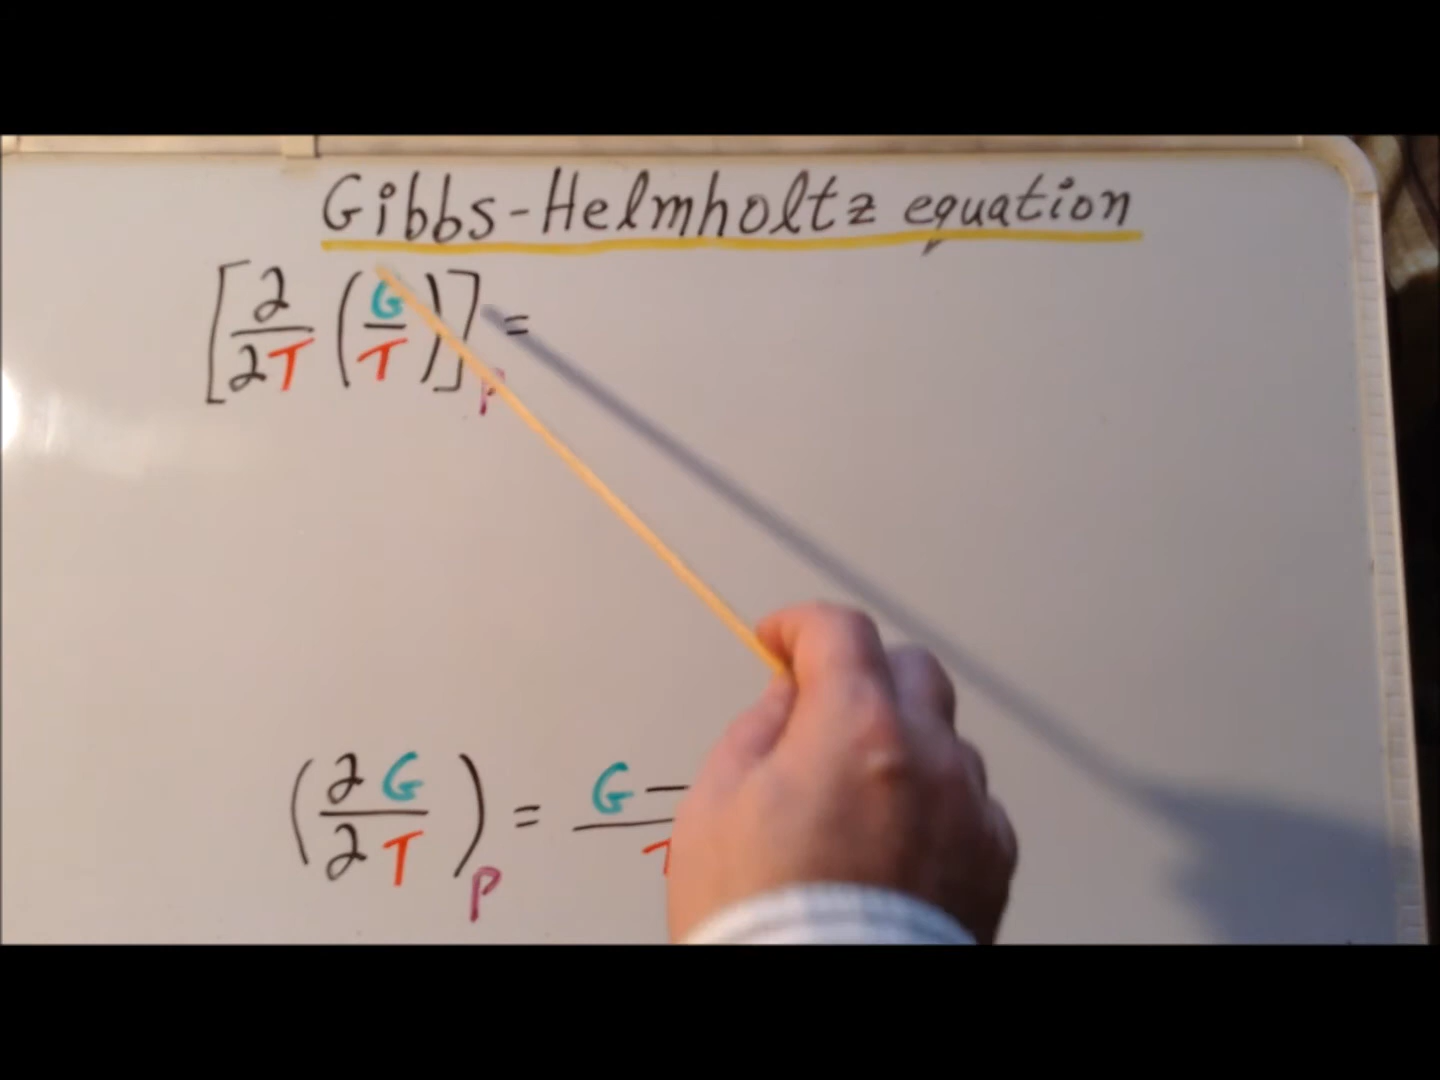 Gibbs-Helmholtz equation
[∂/∂T (G/T)]P =
(∂G/∂T)P = G - / T